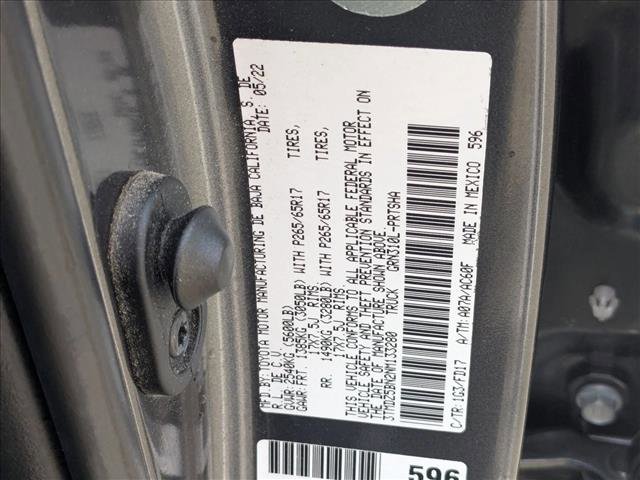 MFD.BY:TOYOTA MOTOR MANUFACTURING DE BAJA CALIFORNIA, S. DE
R.L. DE C.V. DATE: 05/22
GVWR: 2540KG (5600LB)
GAWR:FRT. 1385KG (3050LB) WITH P265/65R17 TIRES,
17X7.5J RIMS
RR. 1490KG (3280LB) WITH P265/65R17 TIRES,
17X7.5J RIMS
THIS VEHICLE CONFORMS TO ALL APPLICABLE FEDERAL MOTOR
VEHICLE SAFETY AND THEFT PREVENTION STANDARDS IN EFFECT ON
THE DATE OF MANUFACTURE SHOWN ABOVE.
TRUCK GRN310L-PRTSHA
C/TR:1G3/FD17 A/TM:A07A/AC60F MADE IN MEXICO 596
596